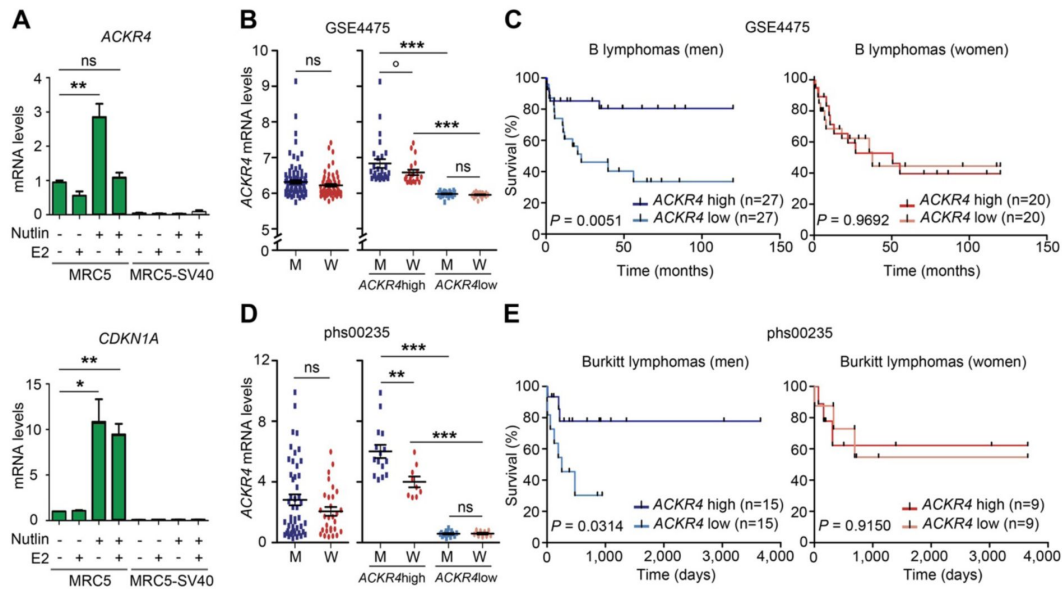 A
ACKR4
ns
**
mRNA levels
4
3
2
1
0
Nutlin - - + + - - + +
E2 - + - + - + - +
MRC5 MRC5-SV40
CDKN1A
**
*
mRNA levels
15
10
5
0
Nutlin - - + + - - + +
E2 - + - + - + - +
MRC5 MRC5-SV40
B
GSE4475
ACKR4 mRNA levels
10
9
8
7
6
5
0
ns
***
°
***
ns
M W M W M W
ACKR4high ACKR4low
C
GSE4475
B lymphomas (men)
Survival (%)
100
80
60
40
20
0
ACKR4 high (n=27)
ACKR4 low (n=27)
P = 0.0051
0 50 100 150
Time (months)
B lymphomas (women)
100
80
60
40
20
0
ACKR4 high (n=20)
ACKR4 low (n=20)
P = 0.9692
0 50 100 150
Time (months)
D
phs00235
ACKR4 mRNA levels
12
8
4
0
ns
***
**
***
ns
M W M W M W
ACKR4high ACKR4low
E
phs00235
Burkitt lymphomas (men)
Survival (%)
100
80
60
40
20
0
ACKR4 high (n=15)
ACKR4 low (n=15)
P = 0.0314
0 1,000 2,000 3,000 4,000
Time (days)
Burkitt lymphomas (women)
100
80
60
40
20
0
ACKR4 high (n=9)
ACKR4 low (n=9)
P = 0.9150
0 1,000 2,000 3,000 4,000
Time (days)